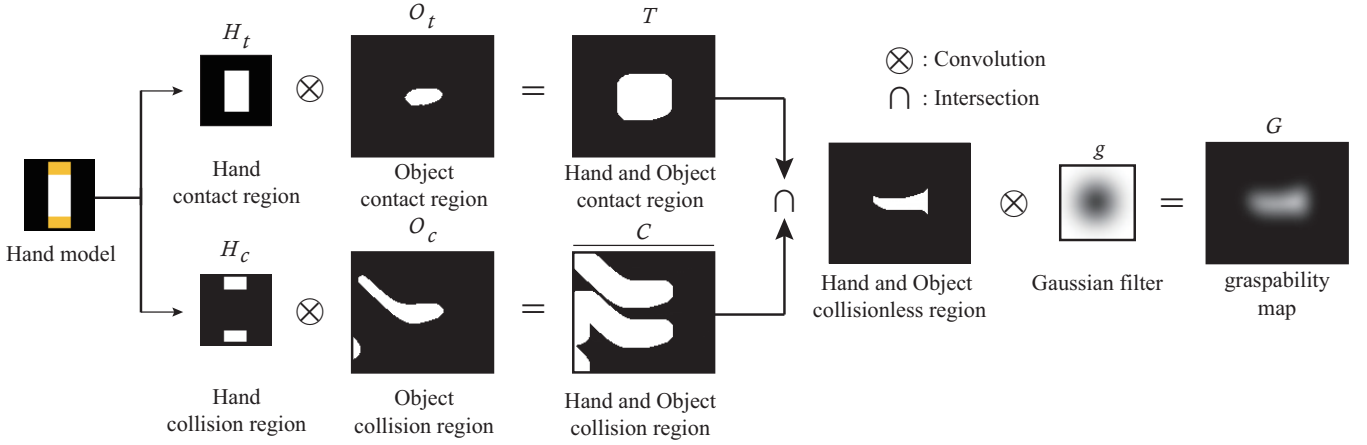 H_t
O_t
T
⊗ : Convolution
∩ : Intersection
⊗
=
Hand
contact region
Object
contact region
Hand and Object
contact region
Hand model
∩
g
G
⊗
=
Hand and Object
collisionless region
Gaussian filter
graspability
map
H_c
O_c
C
⊗
=
Hand
collision region
Object
collision region
Hand and Object
collision region